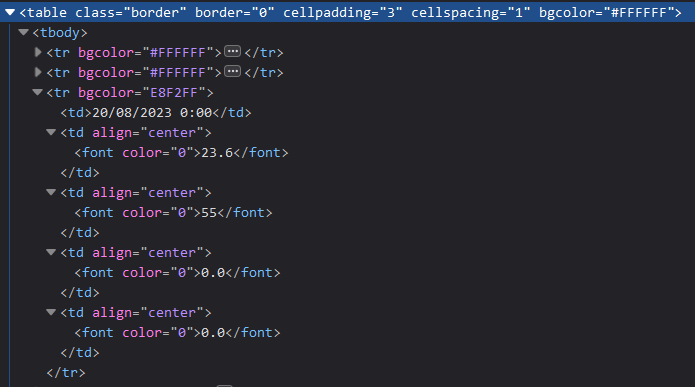 <table class="border" border="0" cellpadding="3" cellspacing="1" bgcolor="#FFFFFF">
<tbody>
<tr bgcolor="#FFFFFF">...</tr>
<tr bgcolor="#FFFFFF">...</tr>
<tr bgcolor="E8F2FF">
<td>20/08/2023 0:00</td>
<td align="center">
<font color="0">23.6</font>
</td>
<td align="center">
<font color="0">55</font>
</td>
<td align="center">
<font color="0">0.0</font>
</td>
<td align="center">
<font color="0">0.0</font>
</td>
</tr>